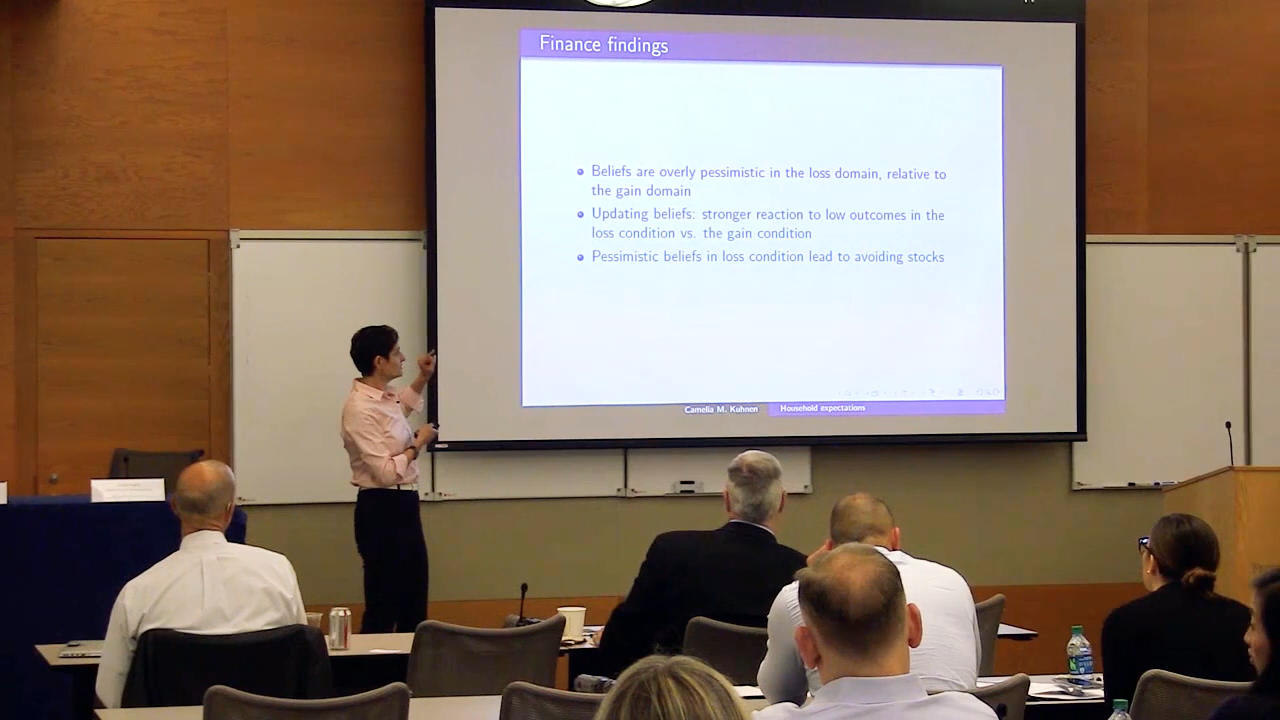 Finance findings
Beliefs are overly pessimistic in the loss domain, relative to
the gain domain
Updating beliefs: stronger reaction to low outcomes in the
loss condition vs. the gain condition
Pessimistic beliefs in loss condition lead to avoiding stocks
Camelia M. Kuhnen
Household expectations